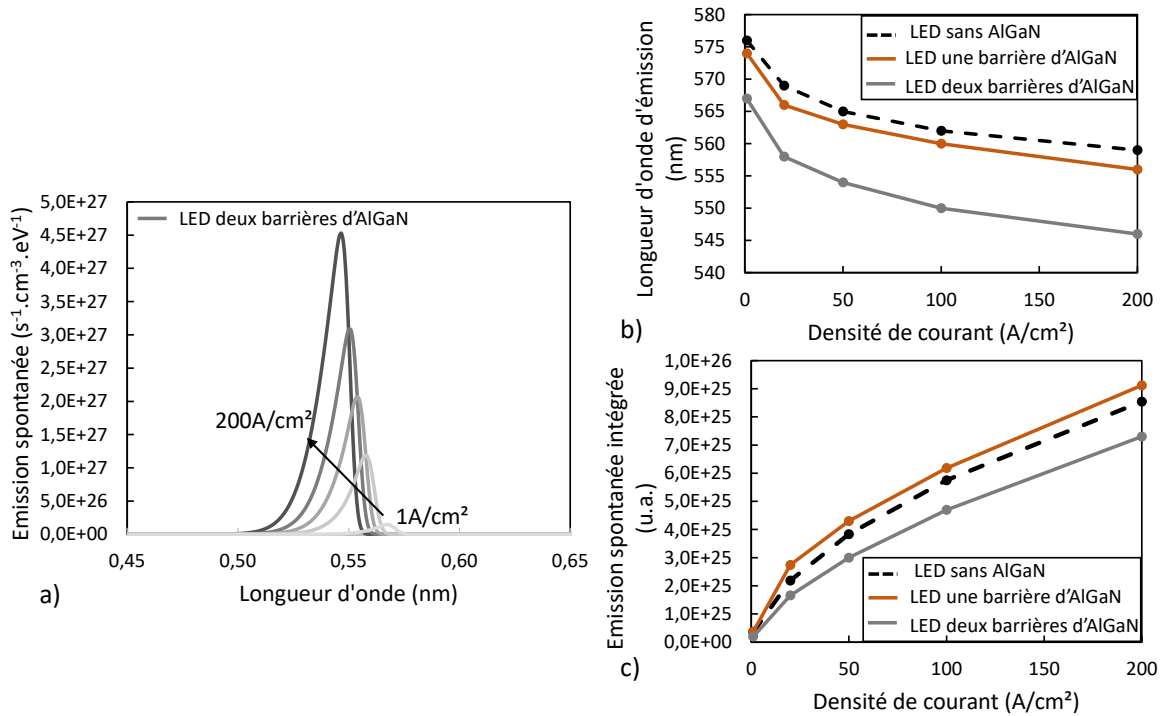 5,0E+27
4,5E+27
4,0E+27
3,5E+27
3,0E+27
2,5E+27
2,0E+27
1,5E+27
1,0E+27
5,0E+26
0,0E+00
Emission spontanée (s⁻¹.cm⁻³.eV⁻¹)
LED deux barrières d'AlGaN
200A/cm²
1A/cm²
0,45 0,50 0,55 0,60 0,65
a) Longueur d'onde (nm)
580
575
570
565
560
555
550
545
540
Longueur d'onde d'émission
(nm)
LED sans AlGaN
LED une barrière d'AlGaN
LED deux barrières d'AlGaN
0 50 100 150 200
b) Densité de courant (A/cm²)
1,0E+26
9,0E+25
8,0E+25
7,0E+25
6,0E+25
5,0E+25
4,0E+25
3,0E+25
2,0E+25
1,0E+25
0,0E+00
Emission spontanée intégrée
(u.a.)
LED sans AlGaN
LED une barrière d'AlGaN
LED deux barrières d'AlGaN
0 50 100 150 200
c) Densité de courant (A/cm²)